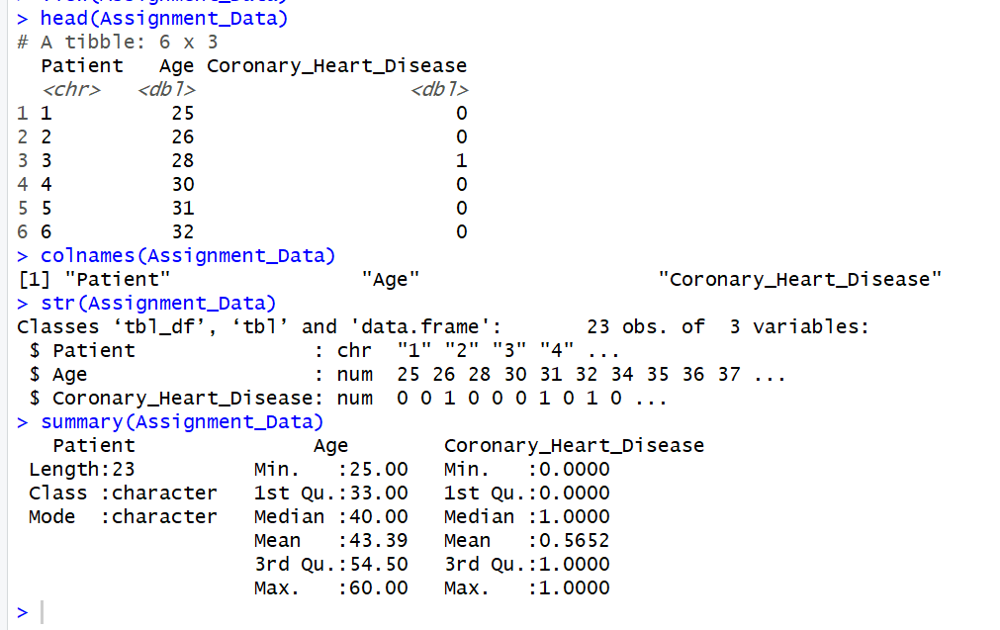 > head(Assignment_Data)
# A tibble: 6 x 3
Patient Age Coronary_Heart_Disease
<chr> <dbl> <dbl>
1 1 25 0
2 2 26 0
3 3 28 1
4 4 30 0
5 5 31 0
6 6 32 0
> colnames(Assignment_Data)
[1] "Patient" "Age" "Coronary_Heart_Disease"
> str(Assignment_Data)
Classes ‘tbl_df’, ‘tbl’ and 'data.frame': 23 obs. of 3 variables:
$ Patient : chr "1" "2" "3" "4" ...
$ Age : num 25 26 28 30 31 32 34 35 36 37 ...
$ Coronary_Heart_Disease: num 0 0 1 0 0 0 1 0 1 0 ...
> summary(Assignment_Data)
Patient Age Coronary_Heart_Disease
Length:23 Min. :25.00 Min. :0.0000
Class :character 1st Qu.:33.00 1st Qu.:0.0000
Mode :character Median :40.00 Median :1.0000
Mean :43.39 Mean :0.5652
3rd Qu.:54.50 3rd Qu.:1.0000
Max. :60.00 Max. :1.0000
>